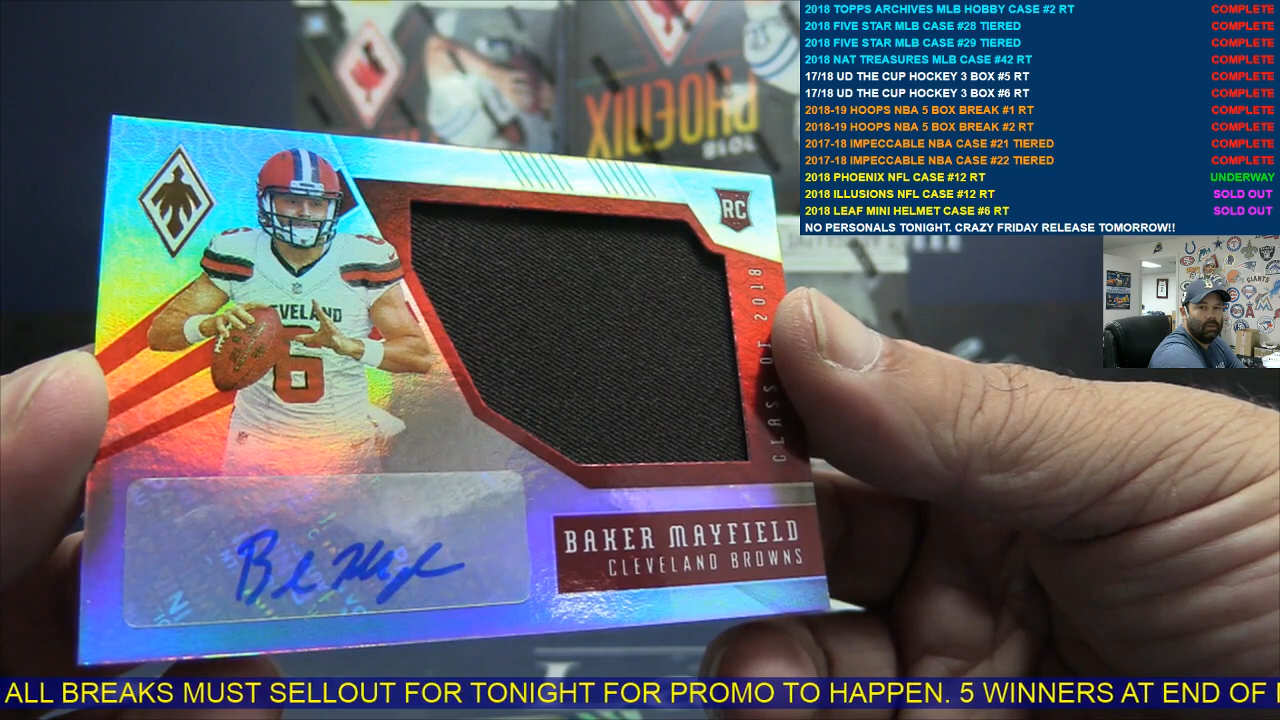 2018 TOPPS ARCHIVES MLB HOBBY CASE #2 RT COMPLETE
2018 FIVE STAR MLB CASE #28 TIERED COMPLETE
2018 FIVE STAR MLB CASE #29 TIERED COMPLETE
2018 NAT TREASURES MLB CASE #42 RT COMPLETE
17/18 UD THE CUP HOCKEY 3 BOX #5 RT COMPLETE
17/18 UD THE CUP HOCKEY 3 BOX #6 RT COMPLETE
2018-19 HOOPS NBA 5 BOX BREAK #1 RT COMPLETE
2018-19 HOOPS NBA 5 BOX BREAK #2 RT COMPLETE
2017-18 IMPECCABLE NBA CASE #21 TIERED COMPLETE
2017-18 IMPECCABLE NBA CASE #22 TIERED COMPLETE
2018 PHOENIX NFL CASE #12 RT UNDERWAY
2018 ILLUSIONS NFL CASE #12 RT SOLD OUT
2018 LEAF MINI HELMET CASE #6 RT SOLD OUT
NO PERSONALS TONIGHT. CRAZY FRIDAY RELEASE TOMORROW!!
PHOENIX
2018
RC
CLASS OF 2018
CLEVELAND
6
BAKER MAYFIELD
CLEVELAND BROWNS
GIANTS
ALL BREAKS MUST SELLOUT FOR TONIGHT FOR PROMO TO HAPPEN. 5 WINNERS AT END OF